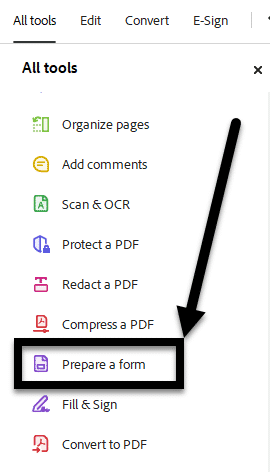 All tools Edit Convert E-Sign
All tools
Organize pages
Add comments
Scan & OCR
Protect a PDF
Redact a PDF
Compress a PDF
Prepare a form
Fill & Sign
Convert to PDF